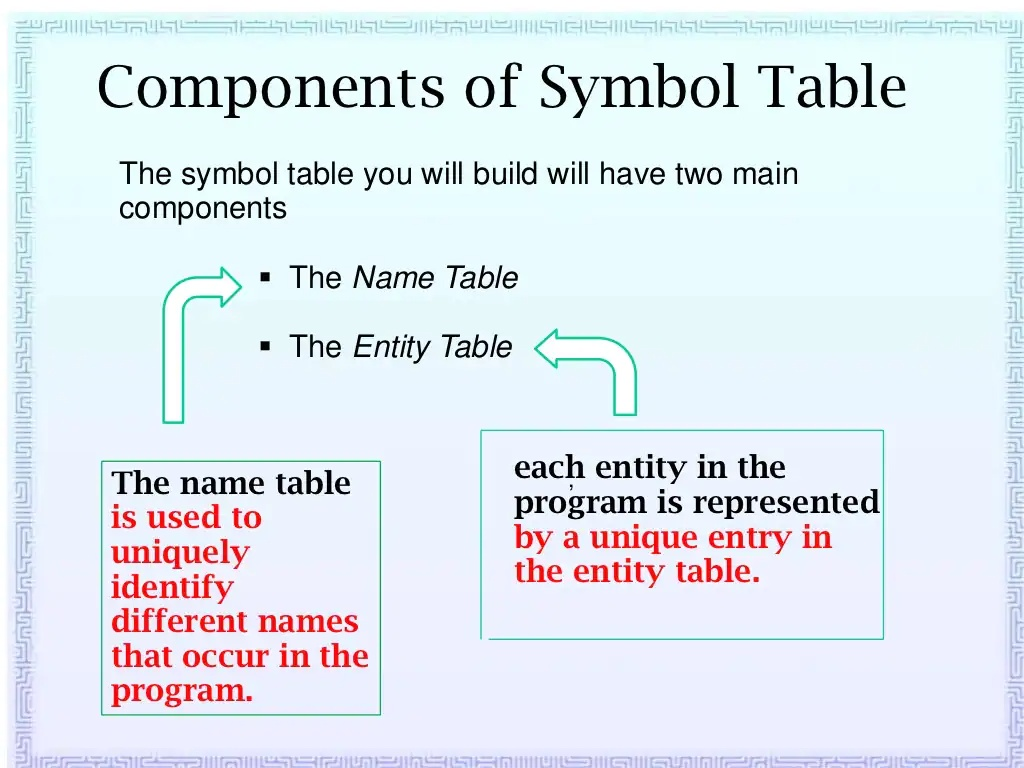 Components of Symbol Table
The symbol table you will build will have two main
components
▪ The Name Table
▪ The Entity Table
The name table
is used to
uniquely
identify
different names
that occur in the
program.
,
each entity in the
program is represented
by a unique entry in
the entity table.